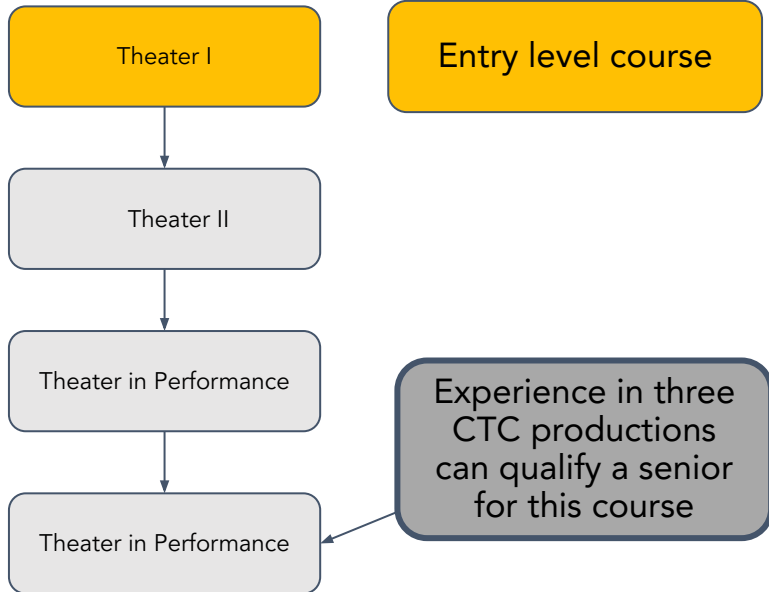 Theater I
Entry level course
Theater II
Theater in Performance
Experience in three
CTC productions
can qualify a senior
for this course
Theater in Performance